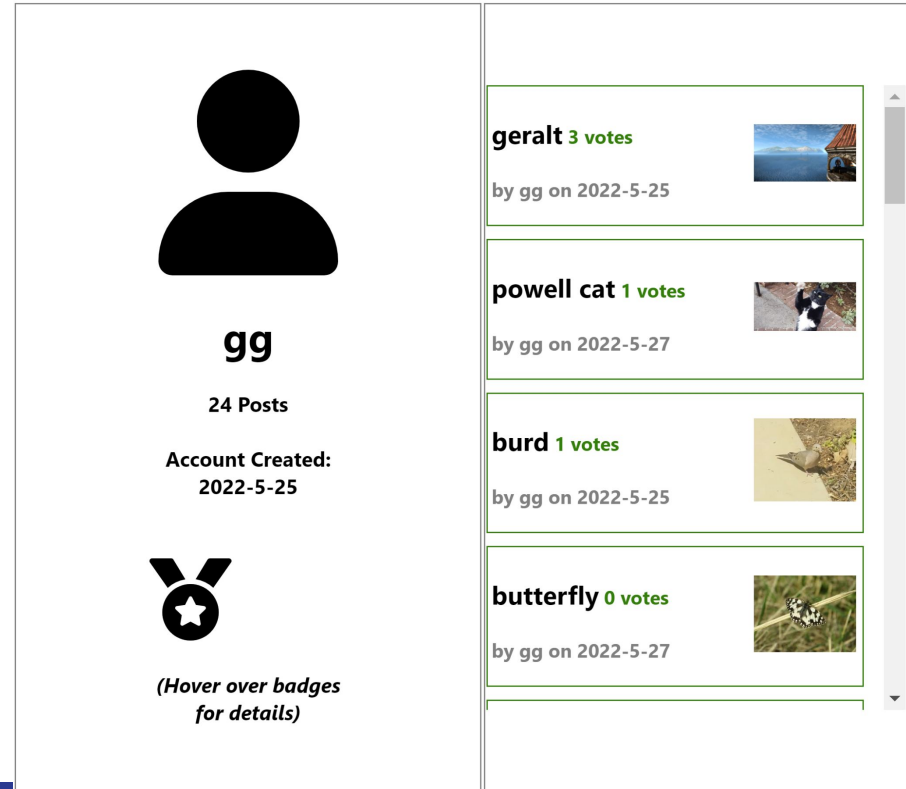 gg
24 Posts
Account Created:
2022-5-25
(Hover over badges
for details)
geralt 3 votes
by gg on 2022-5-25
powell cat 1 votes
by gg on 2022-5-27
burd 1 votes
by gg on 2022-5-25
butterfly 0 votes
by gg on 2022-5-27